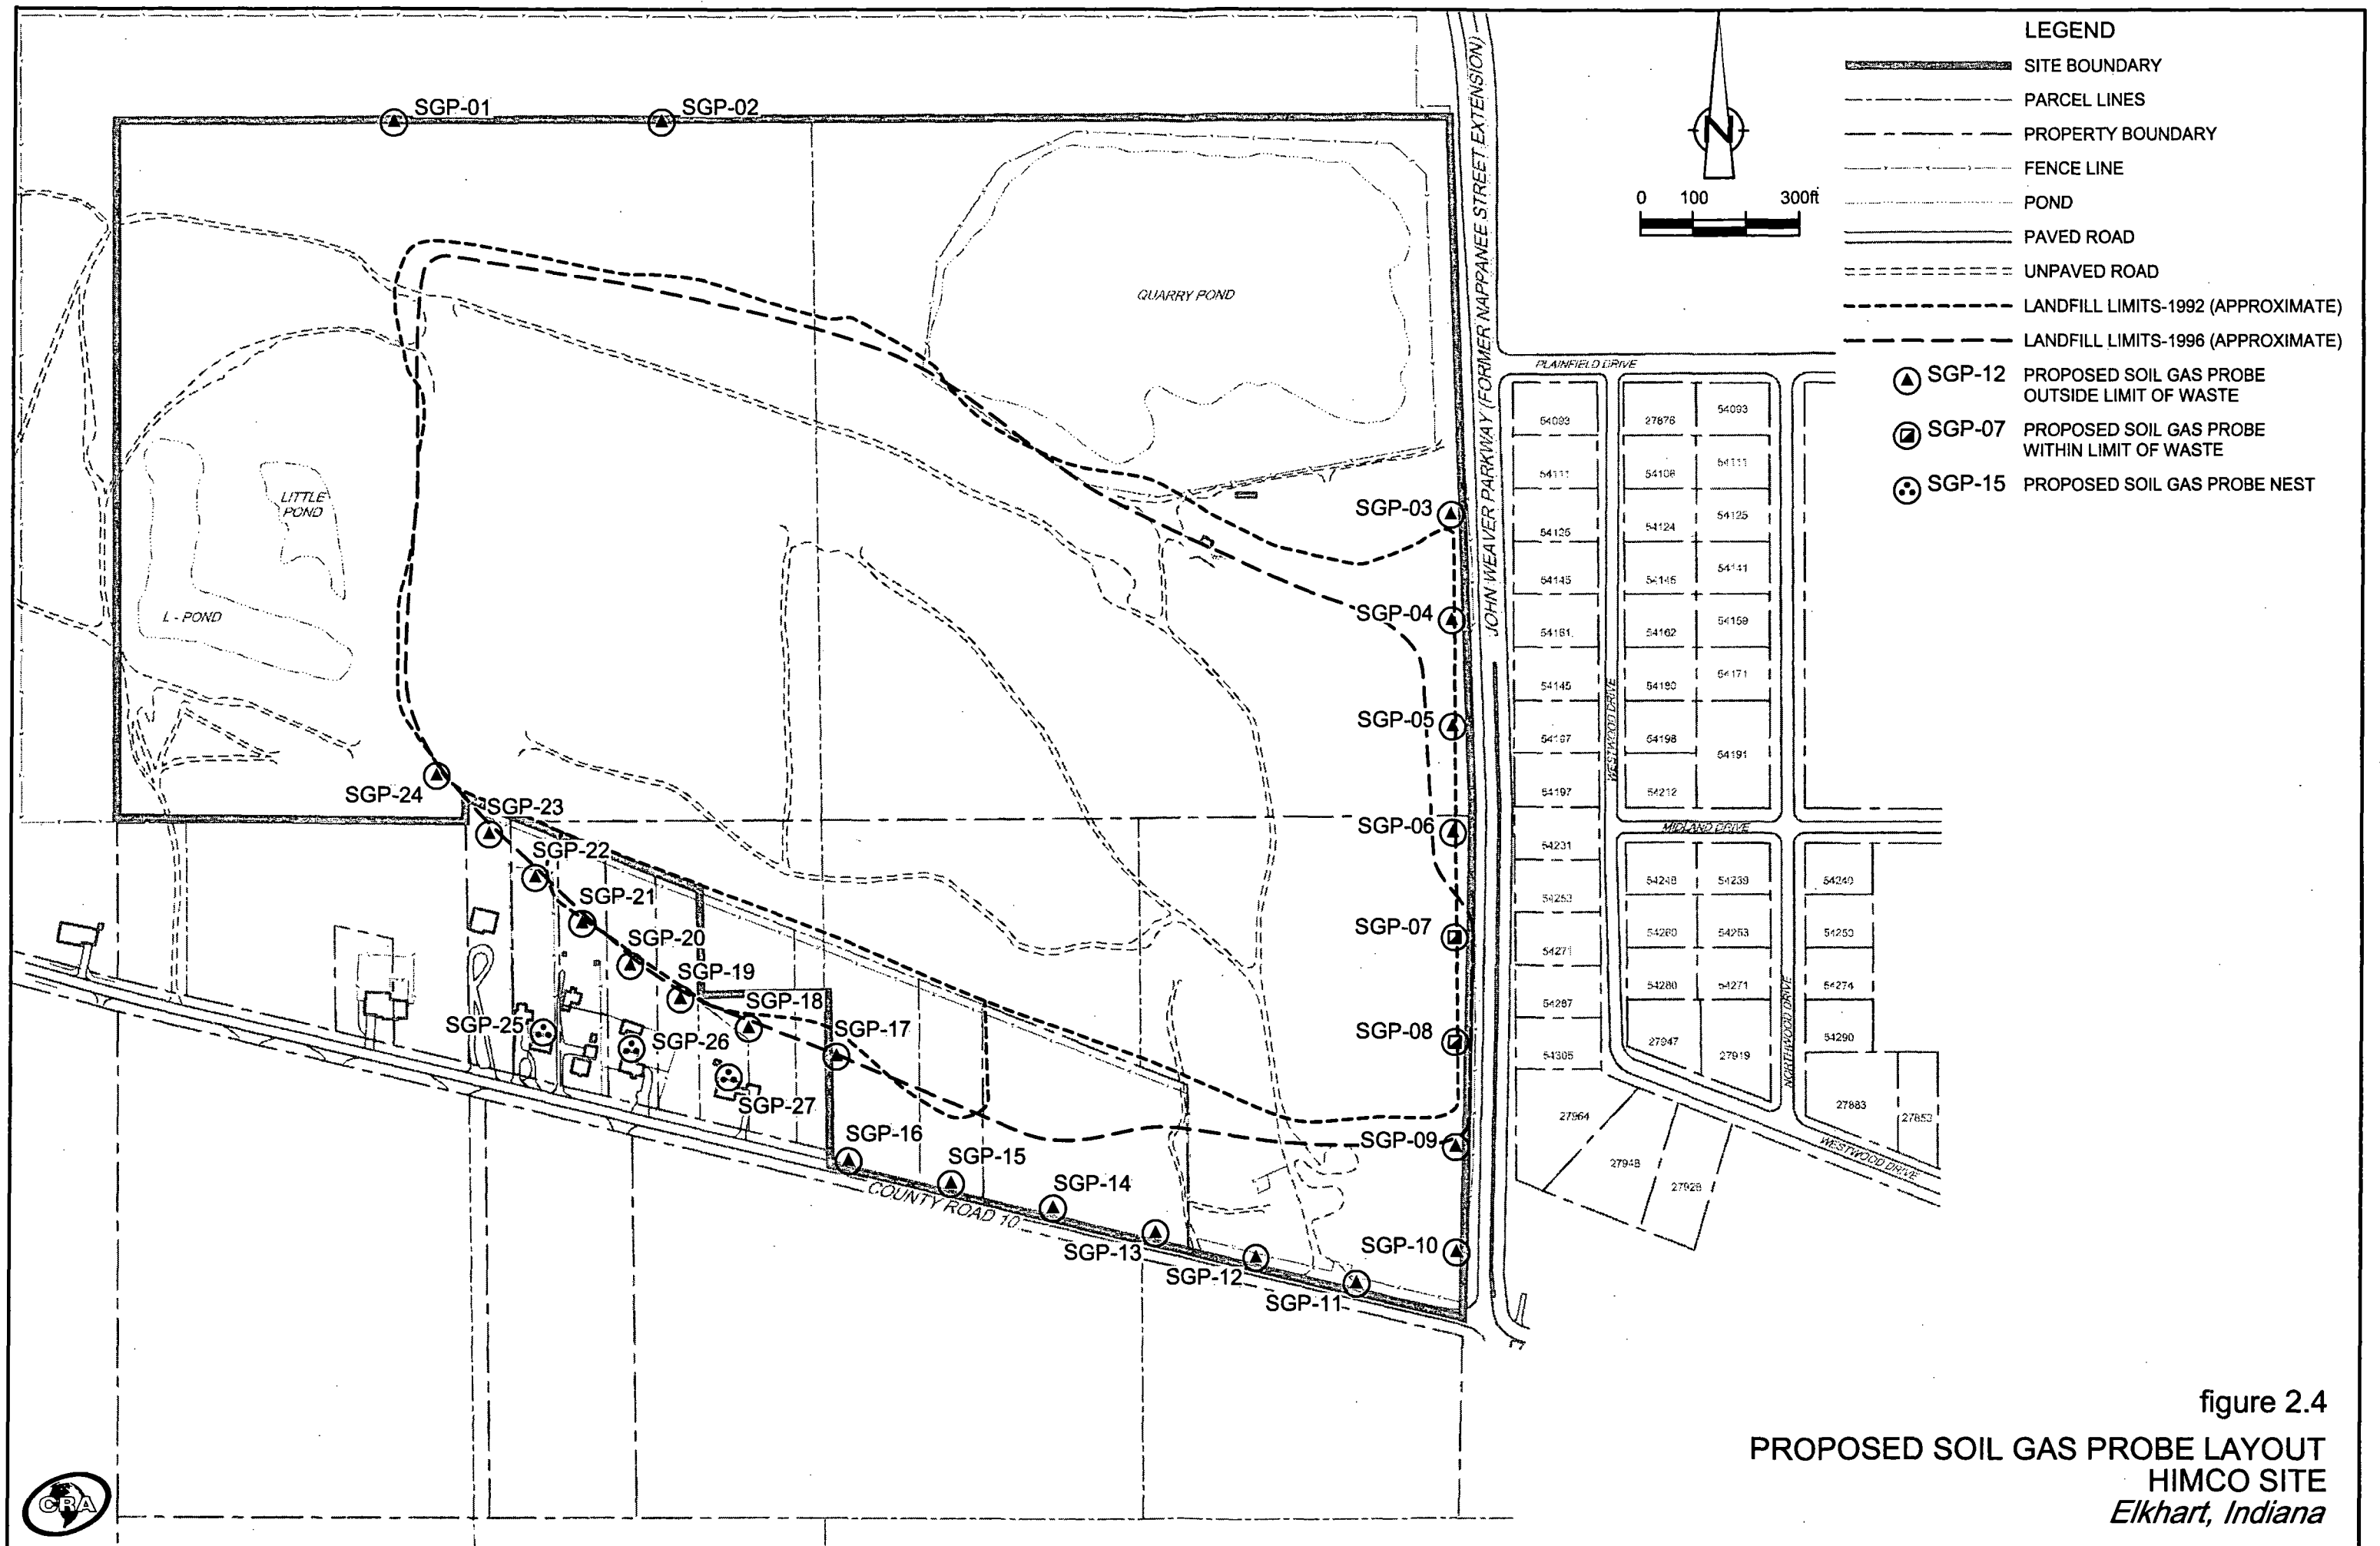 LEGEND
SITE BOUNDARY
PARCEL LINES
PROPERTY BOUNDARY
FENCE LINE
POND
PAVED ROAD
UNPAVED ROAD
LANDFILL LIMITS-1992 (APPROXIMATE)
LANDFILL LIMITS-1996 (APPROXIMATE)
SGP-12 PROPOSED SOIL GAS PROBE
OUTSIDE LIMIT OF WASTE
SGP-07 PROPOSED SOIL GAS PROBE
WITHIN LIMIT OF WASTE
SGP-15 PROPOSED SOIL GAS PROBE NEST
N
0 100 300ft
SGP-01
SGP-02
QUARRY POND
JOHN WEAVER PARKWAY (FORMER NAPPANEE STREET EXTENSION)
PLAINFIELD DRIVE
LITTLE
POND
L - POND
SGP-03
SGP-04
SGP-05
SGP-06
SGP-07
SGP-08
SGP-09
SGP-10
SGP-11
SGP-12
SGP-13
SGP-14
SGP-15
SGP-16
SGP-17
SGP-18
SGP-19
SGP-20
SGP-21
SGP-22
SGP-23
SGP-24
SGP-25
SGP-26
SGP-27
COUNTY ROAD 10
WESTWOOD DRIVE
MIDLAND DRIVE
NORTHWOOD DRIVE
WESTWOOD DRIVE
54093
54111
54125
54145
54161
54145
54197
54231
54253
54271
54287
54305
27876
54108
54124
54162
54180
54198
54212
54248
54260
54280
27947
54093
54111
54125
54141
54159
54171
54191
54239
54253
54271
27919
54240
54253
54274
54290
27883
27853
27964
27948
27928
CRA
figure 2.4
PROPOSED SOIL GAS PROBE LAYOUT
HIMCO SITE
Elkhart, Indiana